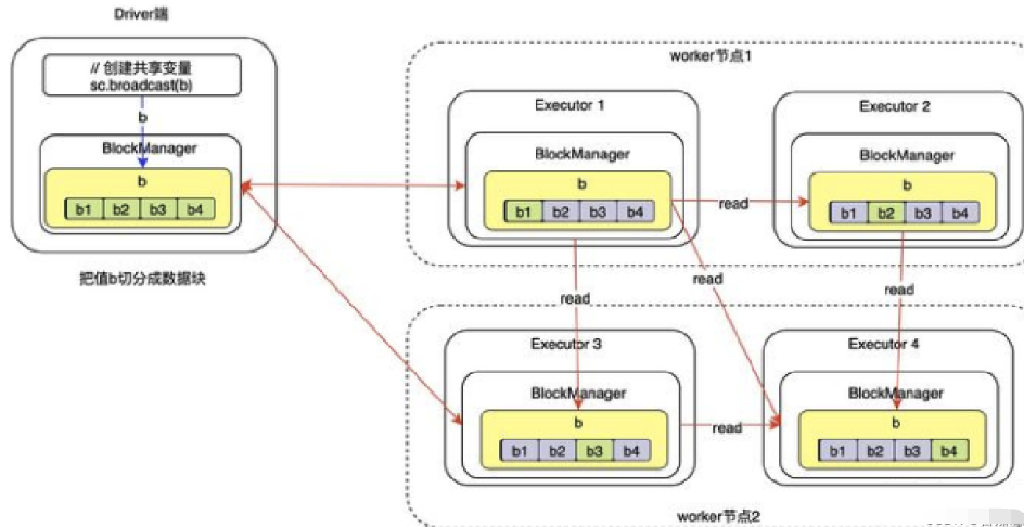 Driver端
// 创建共享变量
sc.broadcast(b)
b
BlockManager
b
b1 b2 b3 b4
把值b切分成数据块
worker节点1
Executor 1
BlockManager
b
b1 b2 b3 b4
read
Executor 2
BlockManager
b
b1 b2 b3 b4
read
read
read
Executor 3
BlockManager
b
b1 b2 b3 b4
read
Executor 4
BlockManager
b
b1 b2 b3 b4
worker节点2